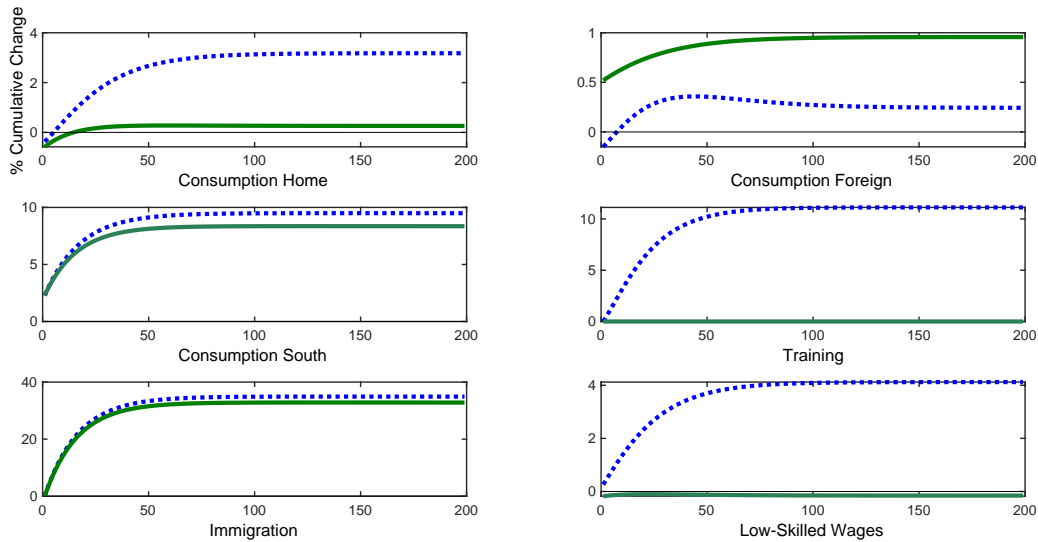 % Cumulative Change
4
2
0
0 50 100 150 200
Consumption Home
1
0.5
0
0 50 100 150 200
Consumption Foreign
10
5
0
0 50 100 150 200
Consumption South
10
5
0
0 50 100 150 200
Training
40
20
0
0 50 100 150 200
Immigration
4
2
0
0 50 100 150 200
Low-Skilled Wages